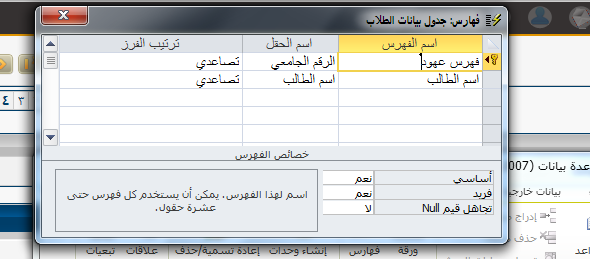 فهارس: جدول بيانات الطلاب
اسم الفهرس اسم الحقل ترتيب الفرز
فهرس عهود الرقم الجامعي تصاعدي
اسم الطالب اسم الطالب تصاعدي
خصائص الفهرس
أساسي نعم
فريد نعم
تجاهل قيم Null لا
اسم لهذا الفهرس. يمكن أن يستخدم كل فهرس حتى
عشرة حقول.
٣ ٤
عدة بيانات (2007
بيانات خارجي
إدراج
حذف
ورقة فهارس إنشاء وحدات إعادة تسمية/حذف علاقات تبعيات